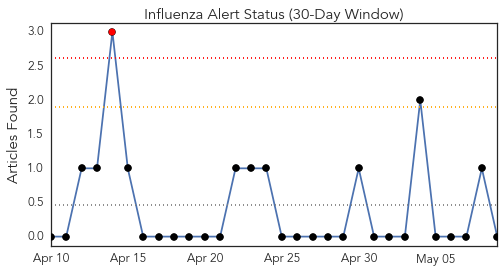 Influenza Alert Status (30-Day Window)
Articles Found
3.0
2.5
2.0
1.5
1.0
0.5
0.0
Apr 10 Apr 15 Apr 20 Apr 25 Apr 30 May 05